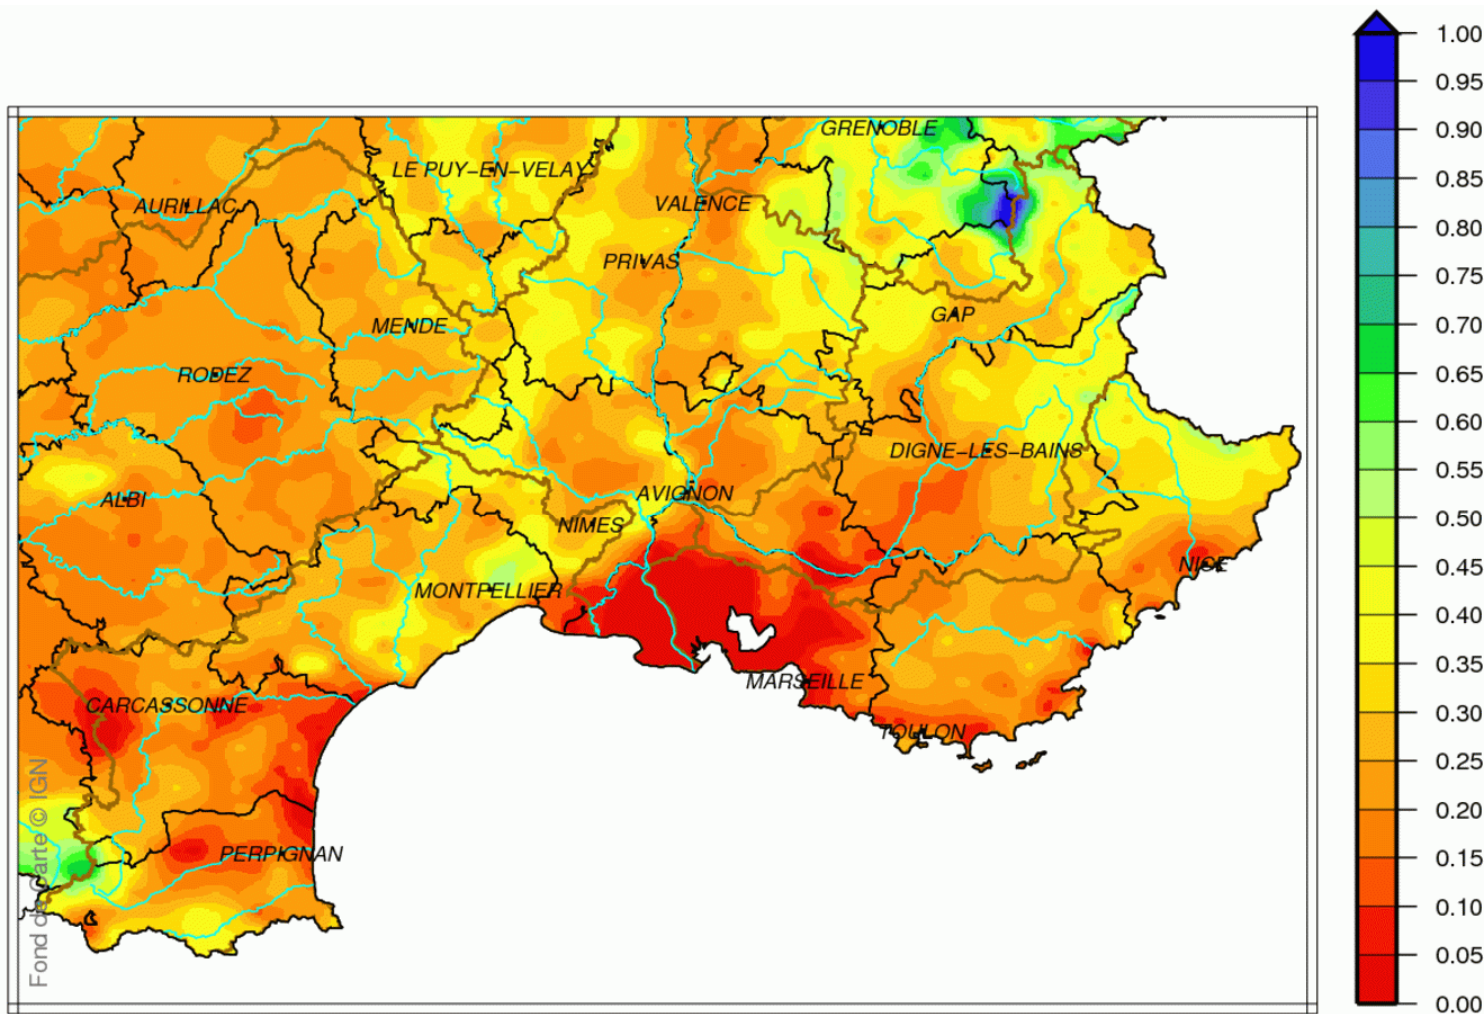 GRENOBLE
LE PUY-EN-VELAY
AURILLAC
VALENCE
PRIVAS
GAP
MENDE
RODEZ
DIGNE-LES-BAINS
ALBI
AVIGNON
NIMES
NICE
MONTPELLIER
MARSEILLE
CARCASSONNE
TOULON
PERPIGNAN
Fond de Carte © IGN
1.00
0.95
0.90
0.85
0.80
0.75
0.70
0.65
0.60
0.55
0.50
0.45
0.40
0.35
0.30
0.25
0.20
0.15
0.10
0.05
0.00